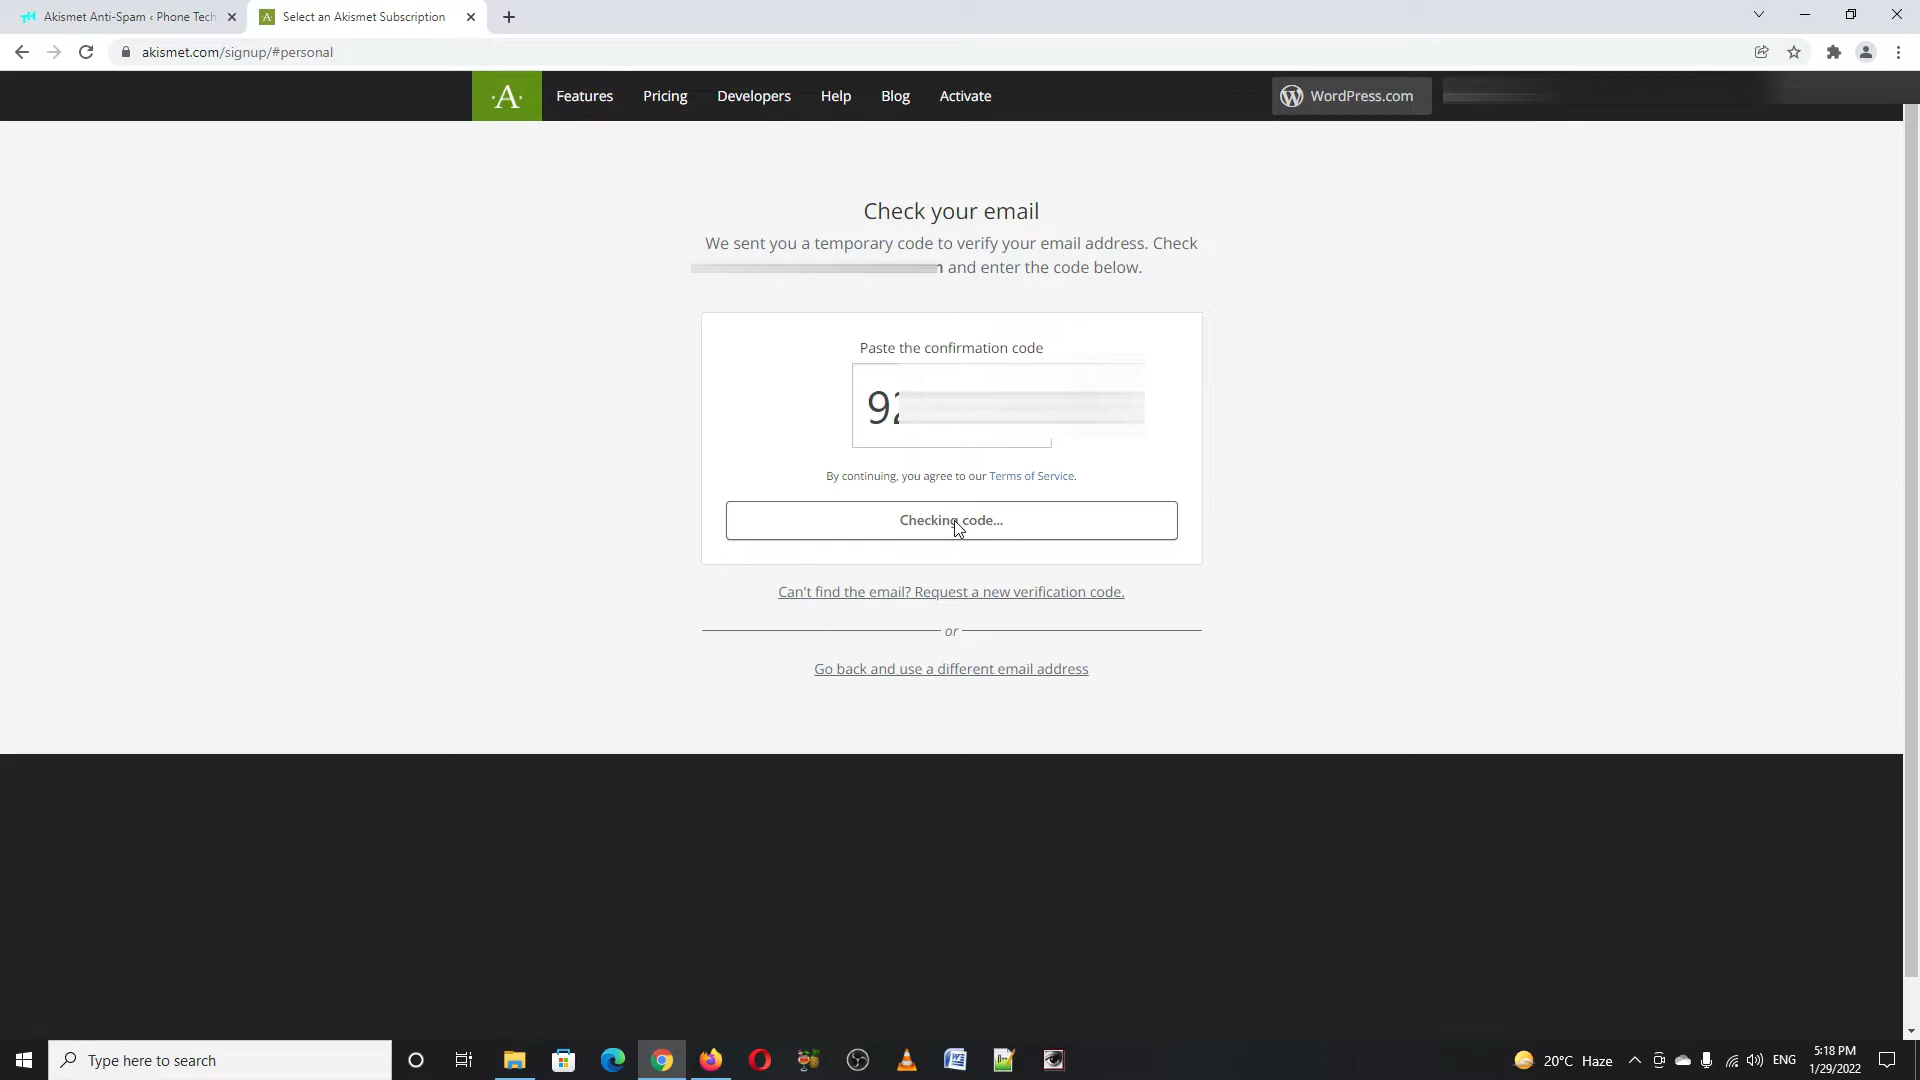 Akismet Anti-Spam ‹ Phone Tech
Select an Akismet Subscription
akismet.com/signup/#personal
·A·
Features
Pricing
Developers
Help
Blog
Activate
WordPress.com
Check your email
We sent you a temporary code to verify your email address. Check
and enter the code below.
Paste the confirmation code
92
By continuing, you agree to our Terms of Service.
Checking code...
Can't find the email? Request a new verification code.
or
Go back and use a different email address
Type here to search
20°C Haze
ENG
5:18 PM
1/29/2022